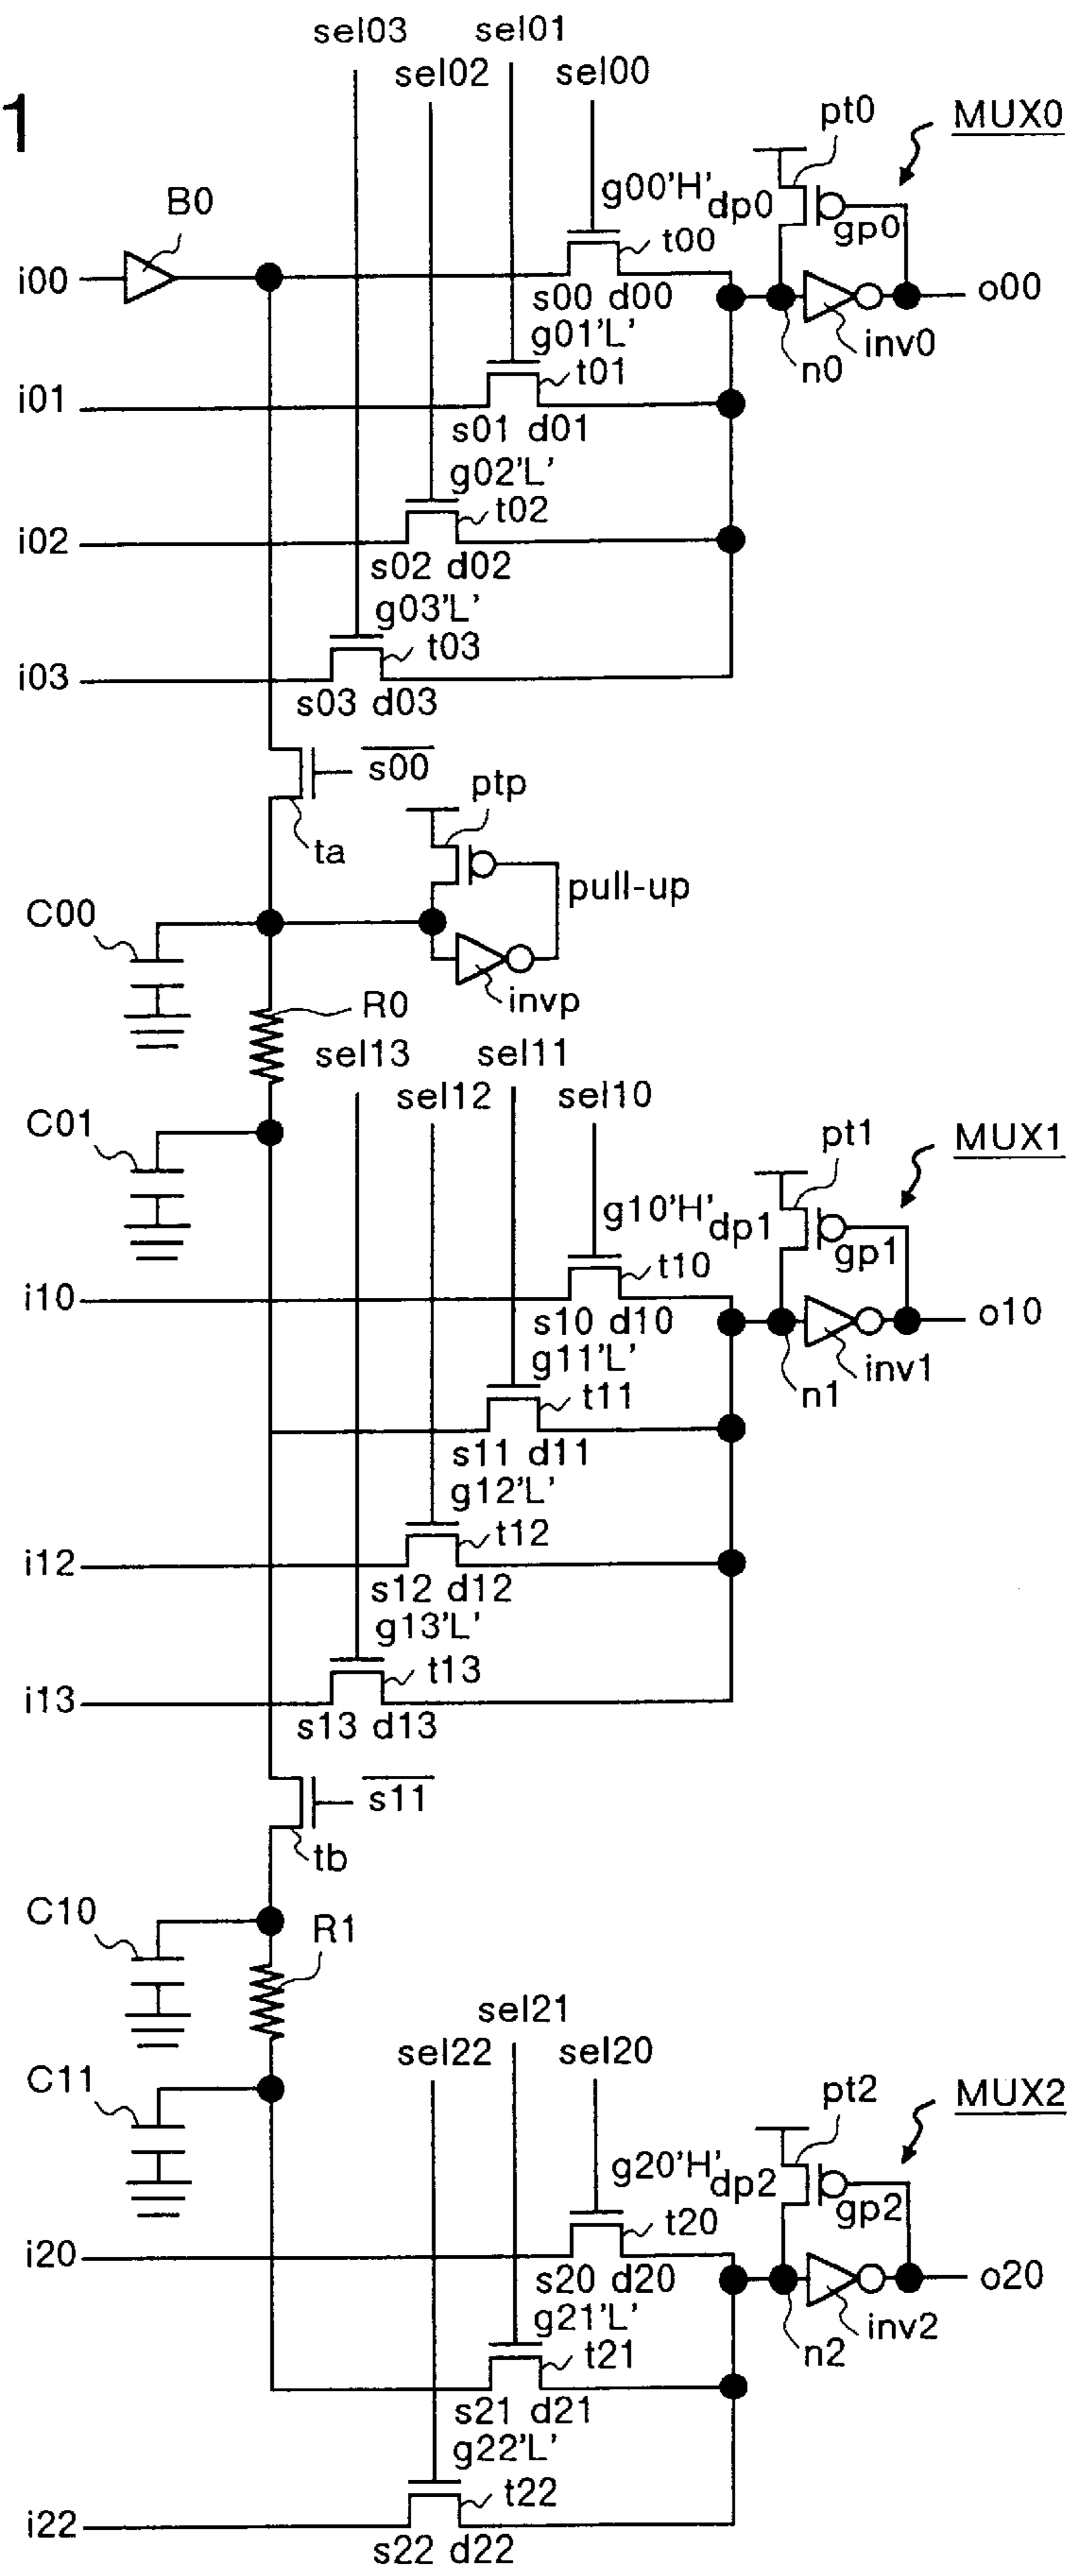 1
sel03
sel01
sel02
sel00
pt0
MUX0
B0
g00'H'
dp0
gp0
t00
i00
s00 d00
o00
inv0
n0
g01'L'
t01
i01
s01 d01
g02'L'
t02
i02
s02 d02
g03'L'
t03
i03
s03 d03
s00
ta
ptp
pull-up
invp
C00
R0
C01
sel13
sel11
sel12
sel10
pt1
MUX1
g10'H'
dp1
gp1
t10
i10
s10 d10
o10
inv1
n1
g11'L'
t11
s11 d11
g12'L'
t12
i12
s12 d12
g13'L'
t13
i13
s13 d13
s11
tb
C10
R1
C11
sel21
sel22
sel20
pt2
MUX2
g20'H'
dp2
gp2
t20
i20
s20 d20
o20
inv2
n2
g21'L'
t21
s21 d21
g22'L'
t22
i22
s22 d22